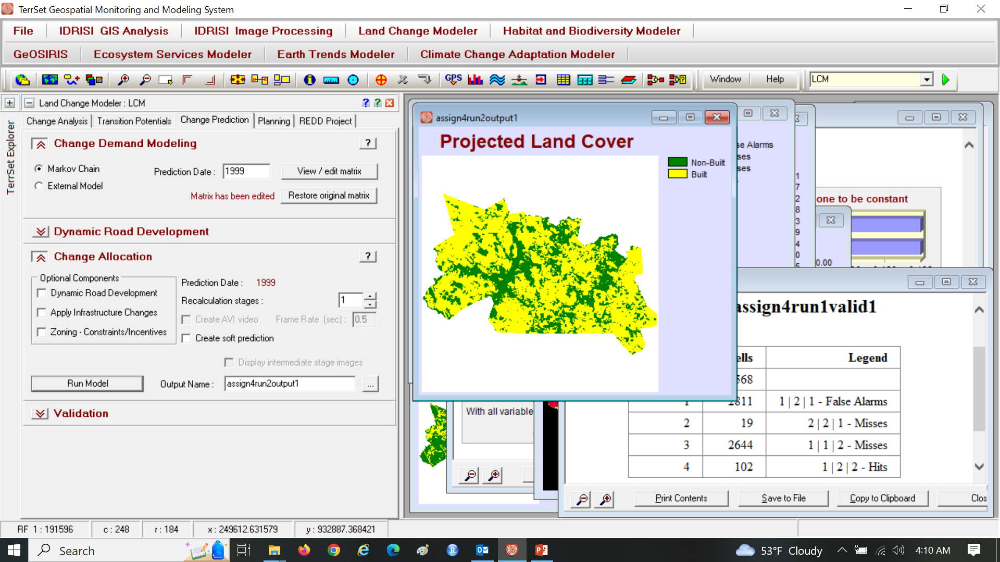 TerrSet Geospatial Monitoring and Modeling System
File IDRISI GIS Analysis IDRISI Image Processing Land Change Modeler Habitat and Biodiversity Modeler
GeOSIRIS Ecosystem Services Modeler Earth Trends Modeler Climate Change Adaptation Modeler
GPS Window Help LCM
TerrSet Explorer
Land Change Modeler : LCM
Change Analysis Transition Potentials Change Prediction Planning REDD Project
Change Demand Modeling ?
Markov Chain
External Model
Prediction Date : 1999 View / edit matrix
Matrix has been edited Restore original matrix
Dynamic Road Development
Change Allocation ?
Optional Components
Dynamic Road Development
Apply Infrastructure Changes
Zoning - Constraints/Incentives
Prediction Date : 1999
Recalculation stages : 1
Create AVI video Frame Rate (sec) : 0.5
Create soft prediction
Display intermediate stage images
Run Model Output Name : assign4run2output1 ...
Validation
assign4run2output1
Projected Land Cover
Non-Built
Built
se Alarms
ses
ses
1
7
2
8
3
9
4
0
5
one to be constant
0.00
With all variable
assign4run1valid1
ells Legend
568
1 2811 1 | 2 | 1 - False Alarms
2 19 2 | 2 | 1 - Misses
3 2644 1 | 1 | 2 - Misses
4 102 1 | 2 | 2 - Hits
Print Contents Save to File Copy to Clipboard Clos
RF 1 : 191596 c : 248 r : 184 x : 249612.631579 y : 932887.368421
Search
53°F Cloudy 4:10 AM